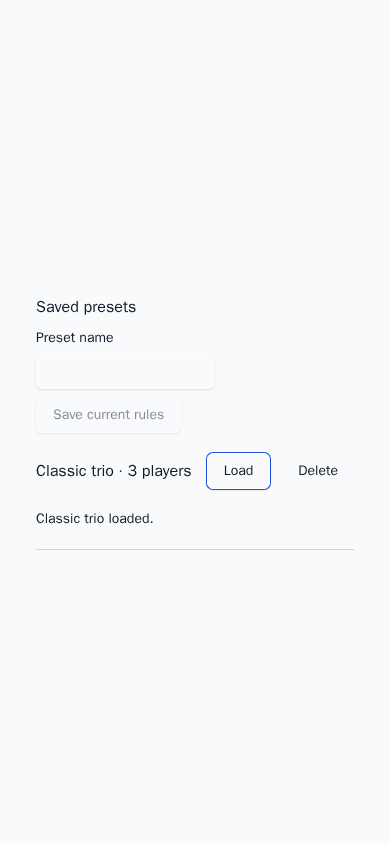 Saved presets
Preset name
Save current rules
Classic trio · 3 players Load Delete
Classic trio loaded.